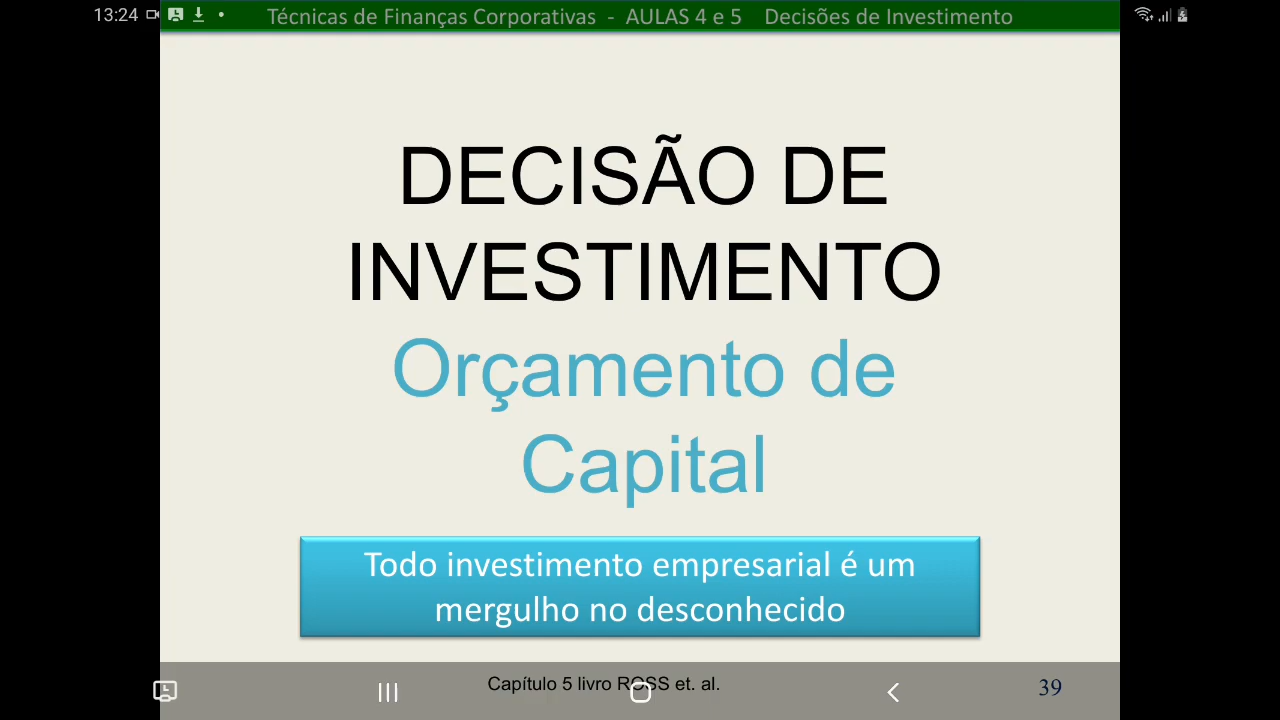 13:24
Técnicas de Finanças Corporativas - AULAS 4 e 5 Decisões de Investimento
DECISÃO DE
INVESTIMENTO
Orçamento de
Capital
Todo investimento empresarial é um
mergulho no desconhecido
Capítulo 5 livro ROSS et. al.
39